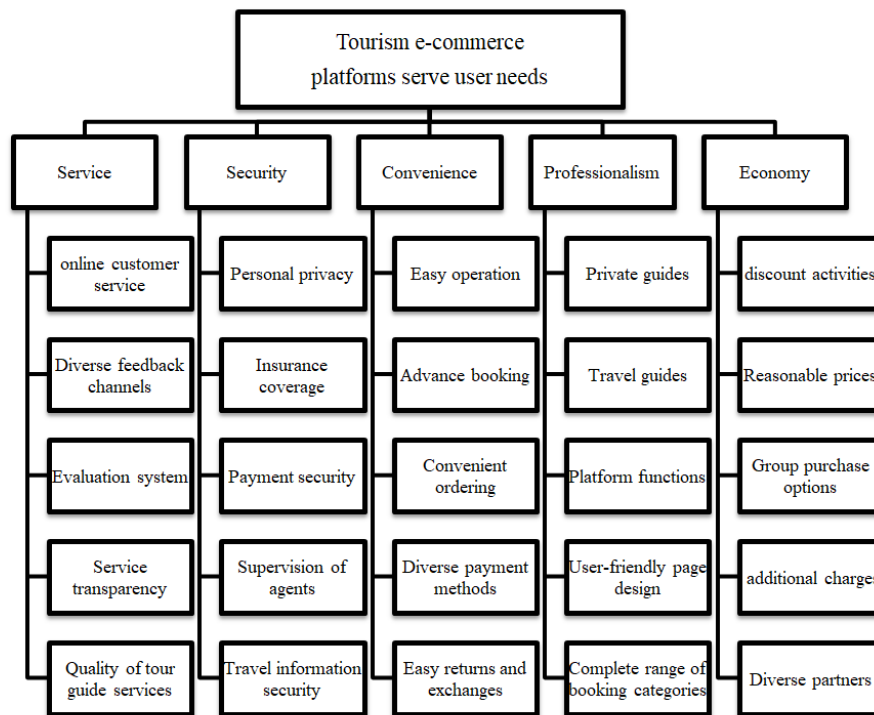 Tourism e-commerce
platforms serve user needs
Service
Security
Convenience
Professionalism
Economy
online customer
service
Personal privacy
Easy operation
Private guides
discount activities
Diverse feedback
channels
Insurance
coverage
Advance booking
Travel guides
Reasonable prices
Evaluation system
Payment security
Convenient
ordering
Platform functions
Group purchase
options
Service
transparency
Supervision of
agents
Diverse payment
methods
User-friendly page
design
additional charges
Quality of tour
guide services
Travel information
security
Easy returns and
exchanges
Complete range of
booking categories
Diverse partners